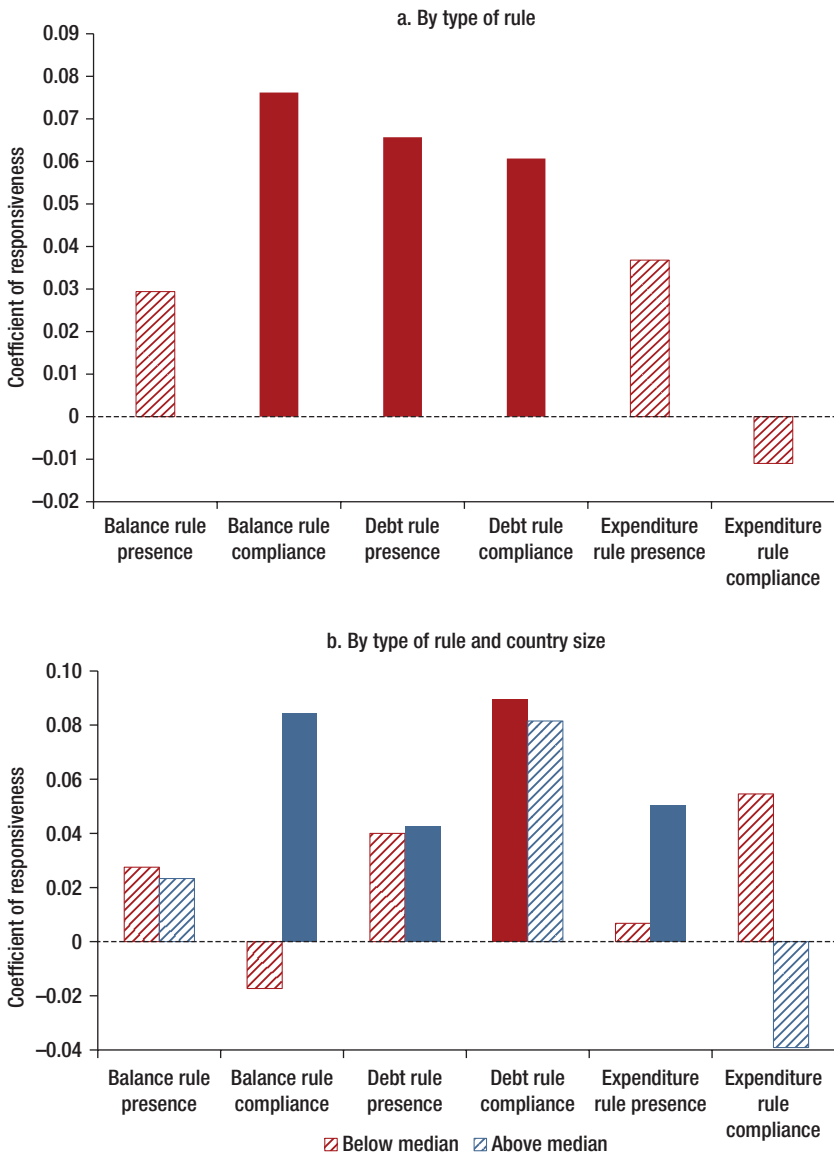 a. By type of rule
Coefficient of responsiveness
0.09
0.08
0.07
0.06
0.05
0.04
0.03
0.02
0.01
0
–0.01
–0.02
Balance rule
presence
Balance rule
compliance
Debt rule
presence
Debt rule
compliance
Expenditure
rule presence
Expenditure
rule
compliance
b. By type of rule and country size
Coefficient of responsiveness
0.10
0.08
0.06
0.04
0.02
0
–0.02
–0.04
Balance rule
presence
Balance rule
compliance
Debt rule
presence
Debt rule
compliance
Expenditure
rule presence
Expenditure
rule
compliance
Below median
Above median